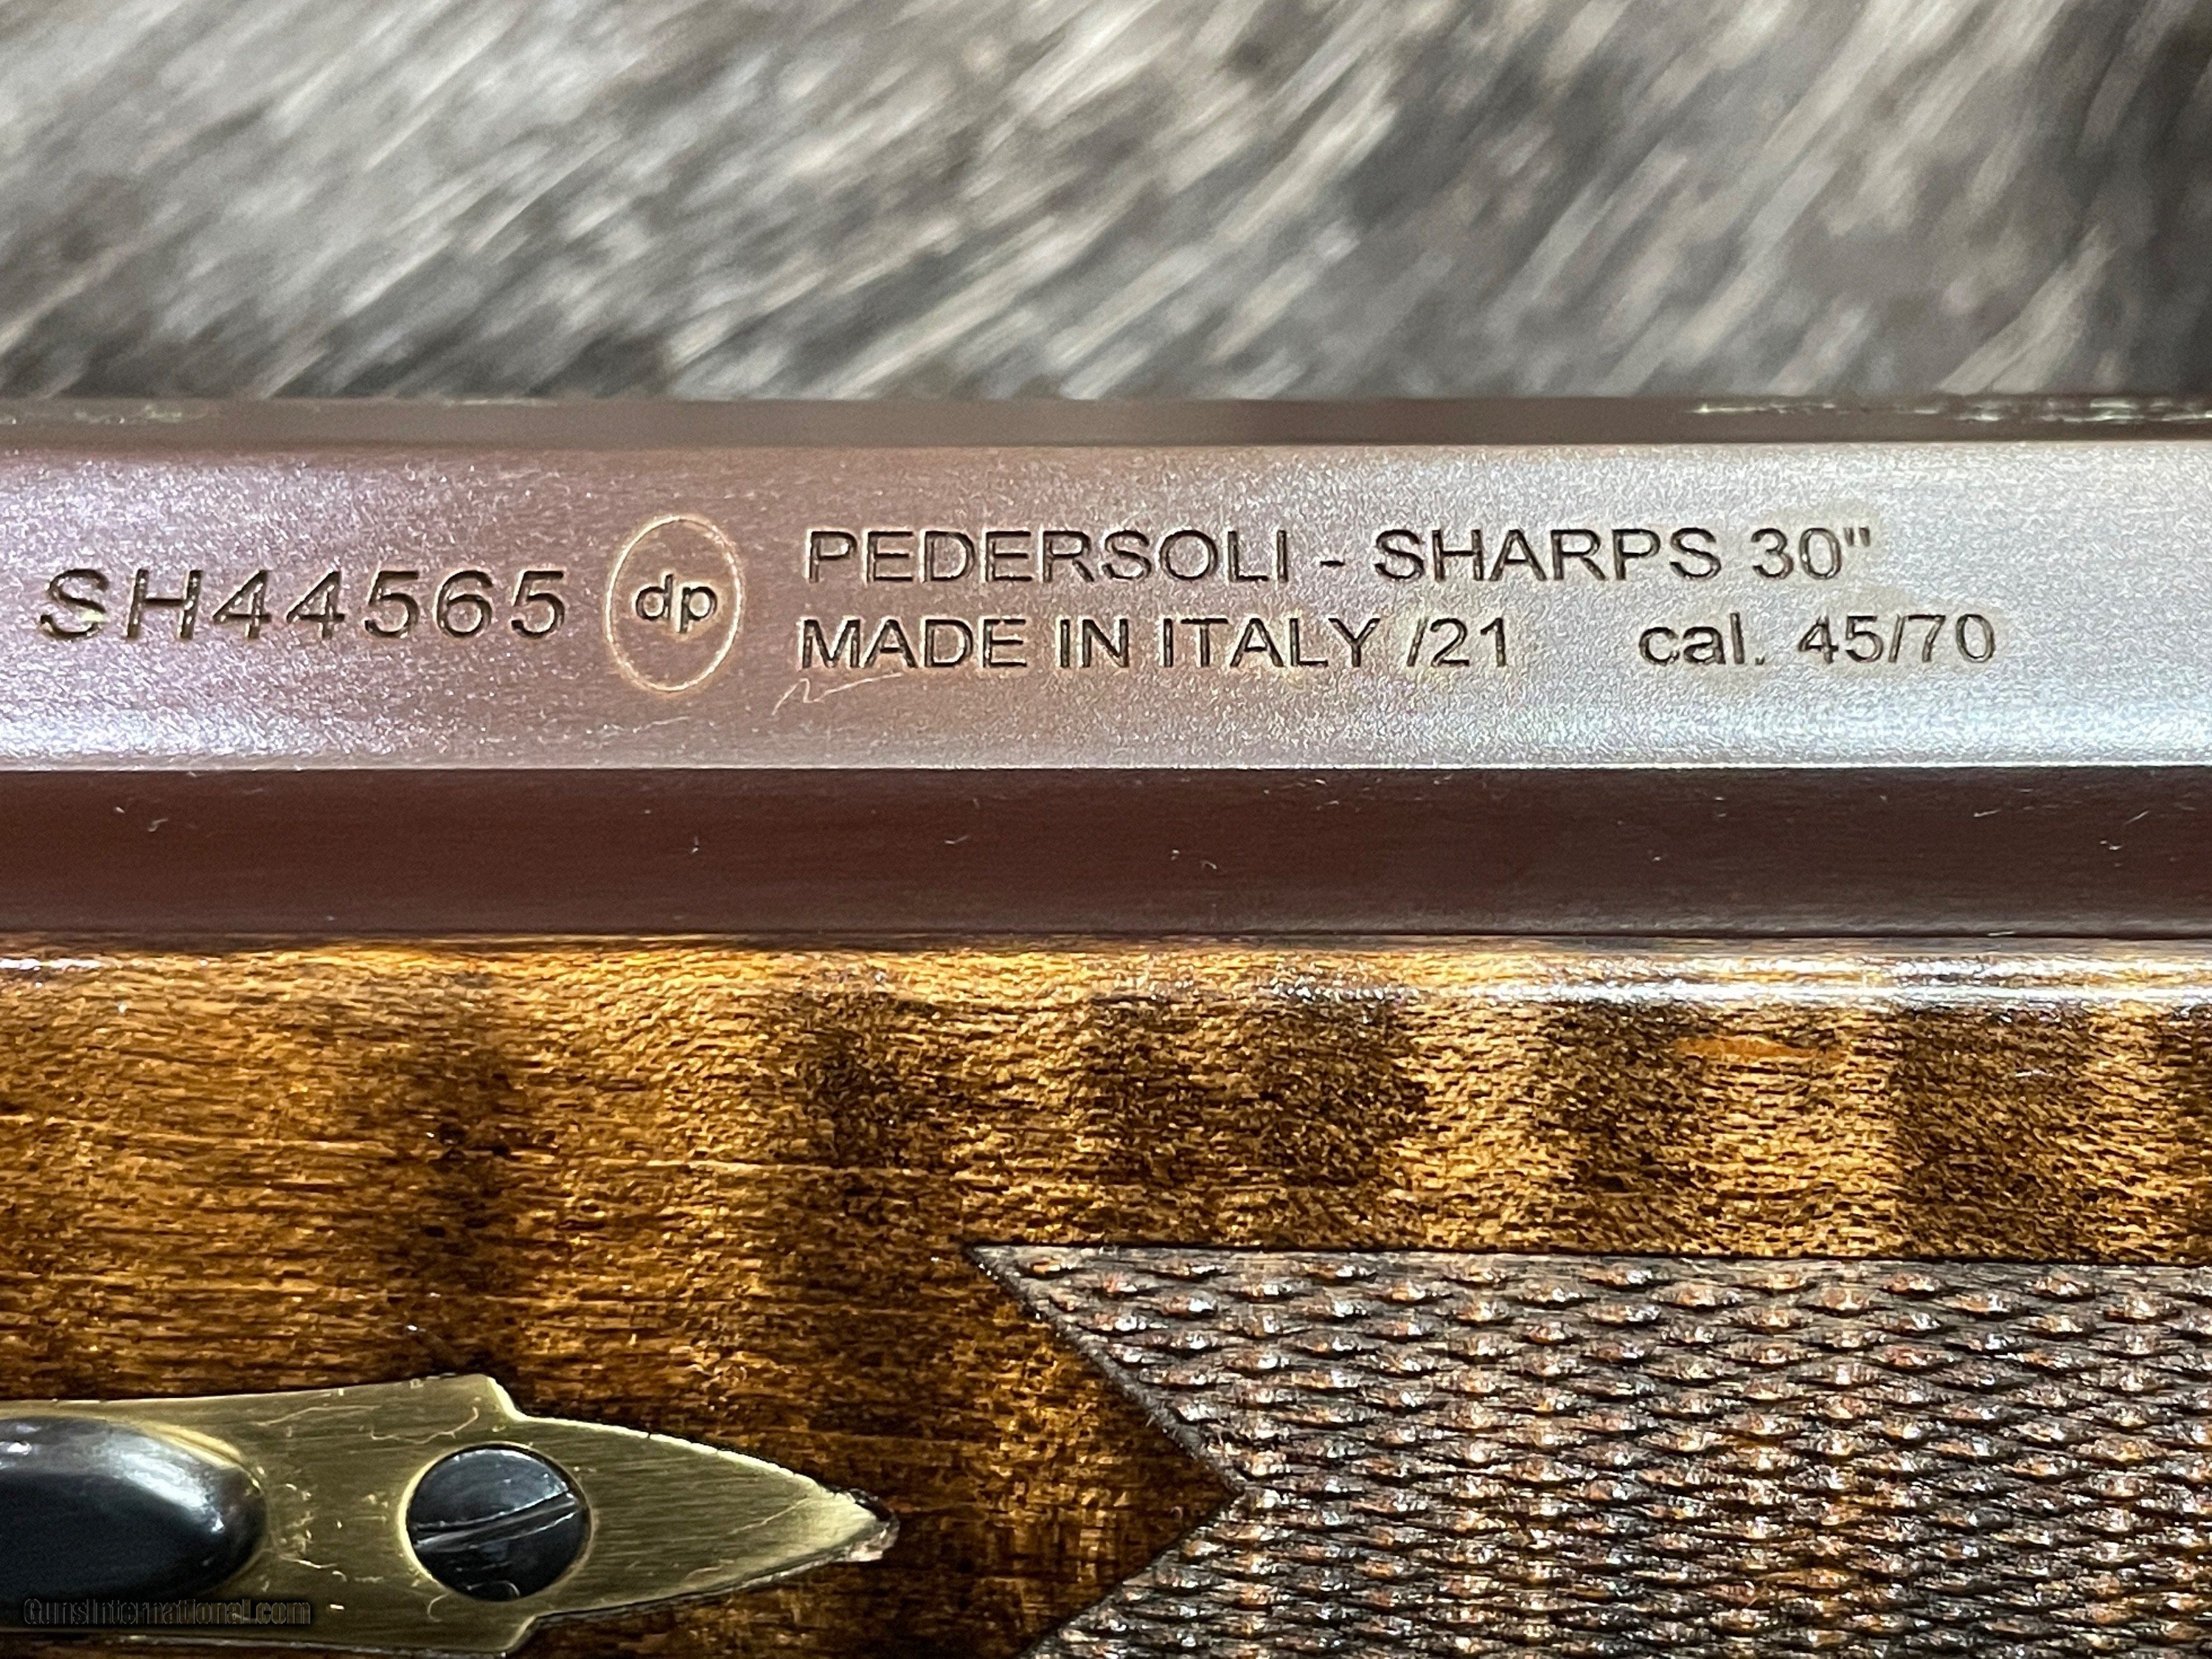 SH44565 dp PEDERSOLI - SHARPS 30"
MADE IN ITALY /21 cal. 45/70
GunsInternational.com